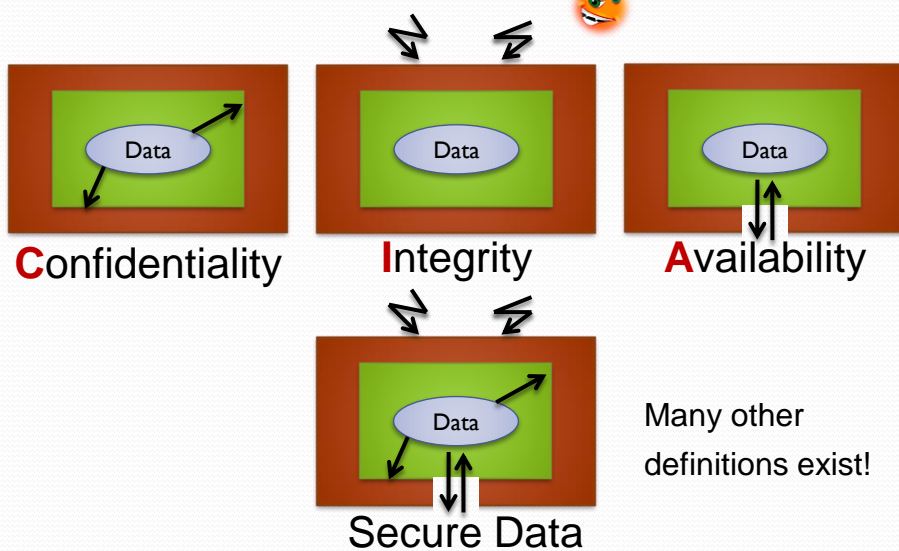 Data
Data
Data
Confidentiality
Integrity
Availability
Data
Many other
definitions exist!
Secure Data